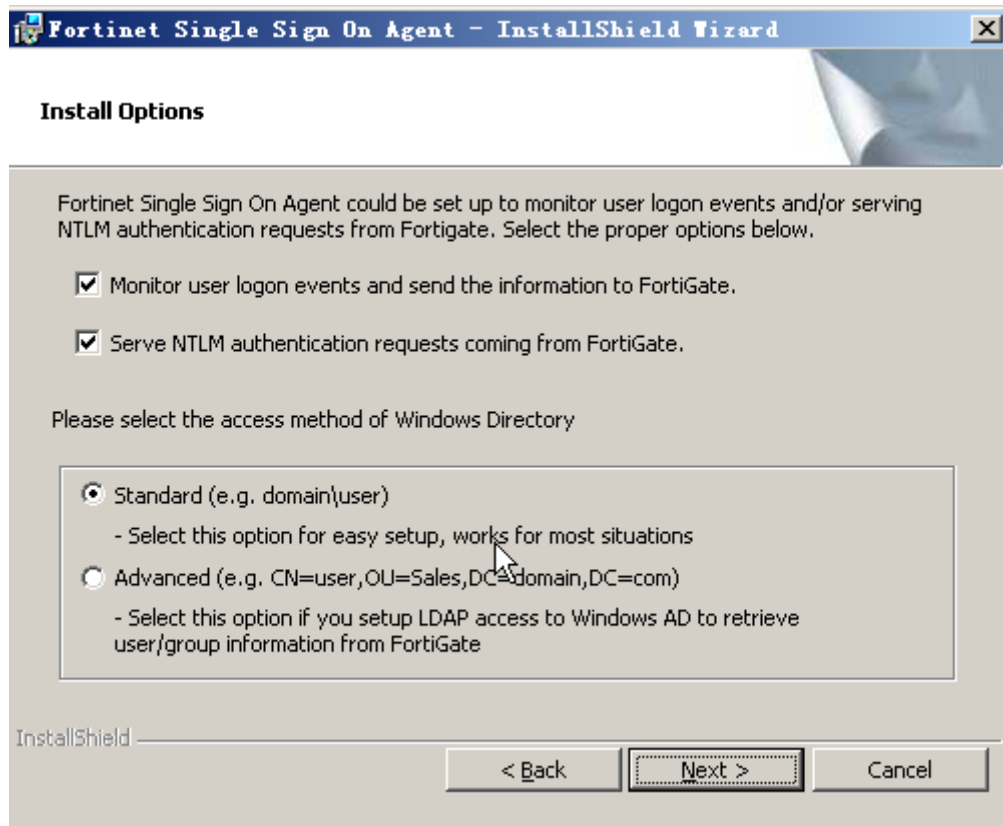 Fortinet Single Sign On Agent - InstallShield Wizard
Install Options
Fortinet Single Sign On Agent could be set up to monitor user logon events and/or serving
NTLM authentication requests from Fortigate. Select the proper options below.
Monitor user logon events and send the information to FortiGate.
Serve NTLM authentication requests coming from FortiGate.
Please select the access method of Windows Directory
Standard (e.g. domain\user)
- Select this option for easy setup, works for most situations
Advanced (e.g. CN=user,OU=Sales,DC=domain,DC=com)
- Select this option if you setup LDAP access to Windows AD to retrieve
user/group information from FortiGate
InstallShield
< Back Next > Cancel